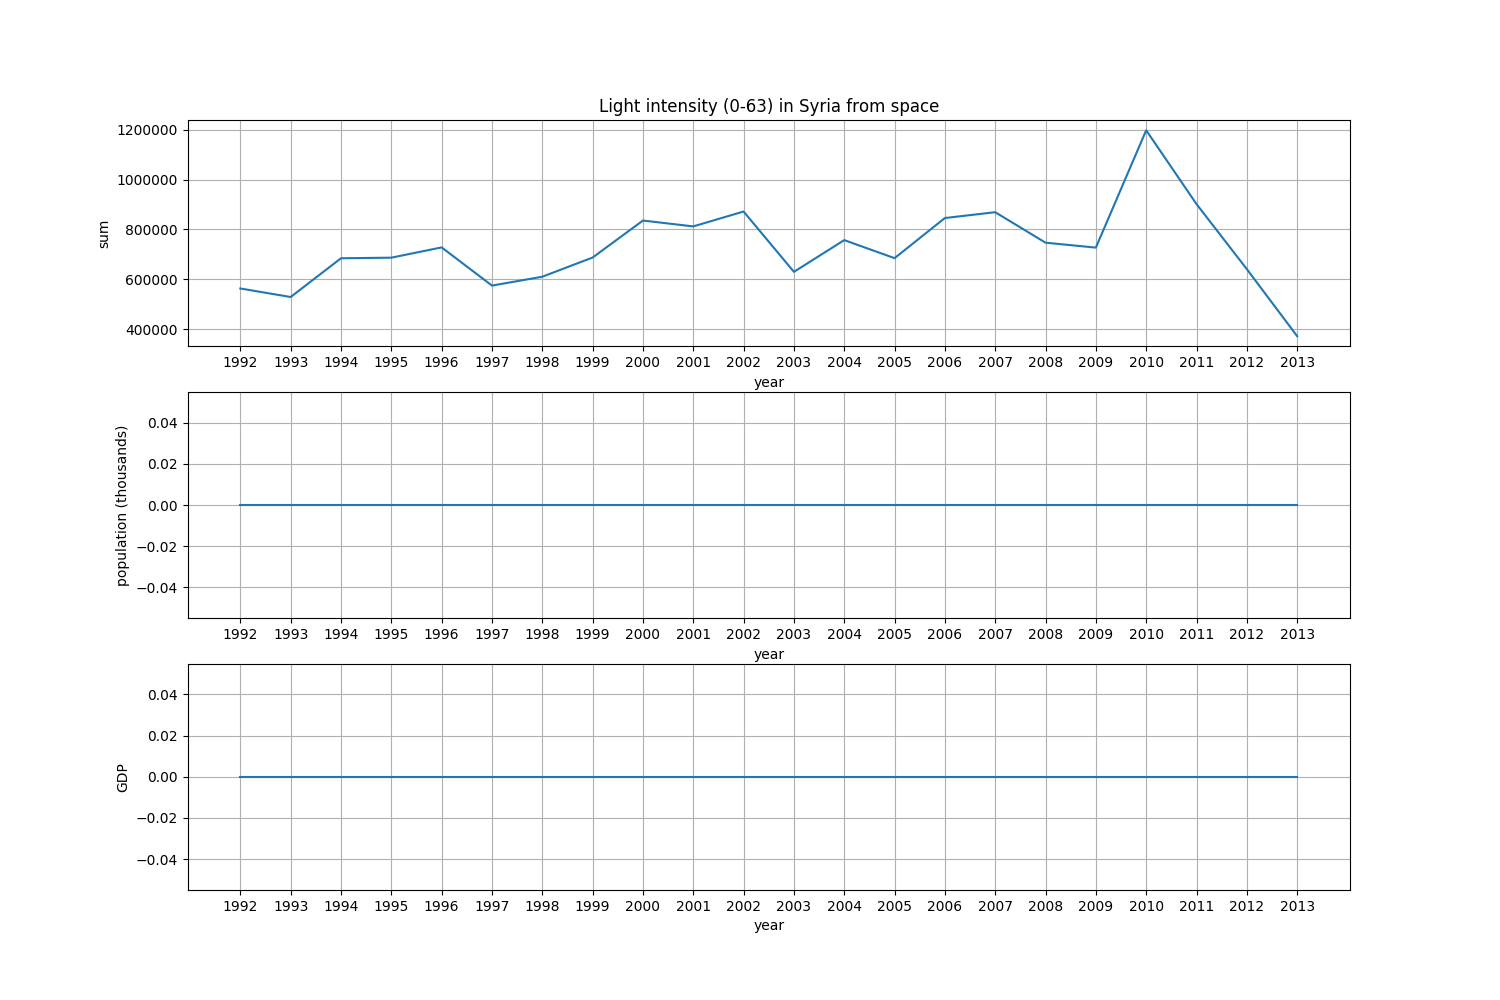 Light intensity (0-63) in Syria from space
1200000
1000000
800000
600000
400000
sum
1992 1993 1994 1995 1996 1997 1998 1999 2000 2001 2002 2003 2004 2005 2006 2007 2008 2009 2010 2011 2012 2013
year
0.04
0.02
0.00
−0.02
−0.04
population (thousands)
1992 1993 1994 1995 1996 1997 1998 1999 2000 2001 2002 2003 2004 2005 2006 2007 2008 2009 2010 2011 2012 2013
year
0.04
0.02
0.00
−0.02
−0.04
GDP
1992 1993 1994 1995 1996 1997 1998 1999 2000 2001 2002 2003 2004 2005 2006 2007 2008 2009 2010 2011 2012 2013
year